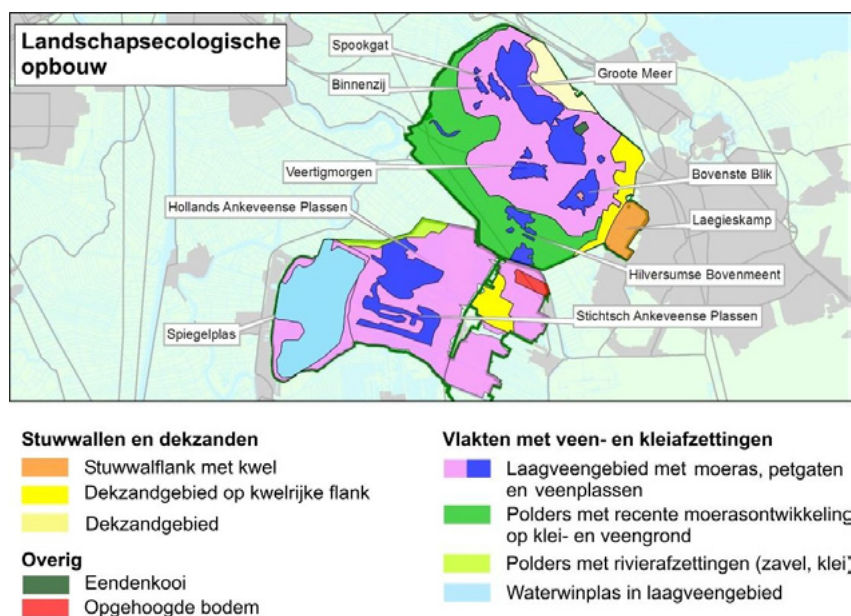 Landschapsecologische
opbouw
Spookgat
Binnenzij
Groote Meer
Veertigmorgen
Bovenste Blik
Hollands Ankeveense Plassen
Laegieskamp
Hilversumse Bovenmeent
Spiegelplas
Stichtsch Ankeveense Plassen
Stuwwallen en dekzanden
Stuwwalflank met kwel
Dekzandgebied op kwelrijke flank
Dekzandgebied
Overig
Eendenkooi
Opgehoogde bodem
Vlakten met veen- en kleiafzettingen
Laagveengebied met moeras, petgaten
en veenplassen
Polders met recente moerasontwikkeling
op klei- en veengrond
Polders met rivierafzettingen (zavel, klei)
Waterwinplas in laagveengebied